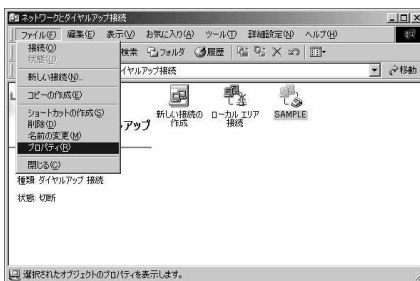 ネットワークとダイヤルアップ接続
ファイル(F) 編集(E) 表示(V) お気に入り(A) ツール(T) 詳細設定(N) ヘルプ(H)
接続(O)
状態(U)
新しい接続(N)...
コピーの作成(E)
ショートカットの作成(S)
削除(D)
名前の変更(M)
プロパティ(R)
閉じる(C)
検索 フォルダ 履歴
イヤルアップ接続 移動
ルアップ
新しい接続の作成
ローカル エリア接続
SAMPLE
種類: ダイヤルアップ 接続
状態: 切断
選択されたオブジェクトのプロパティを表示します。